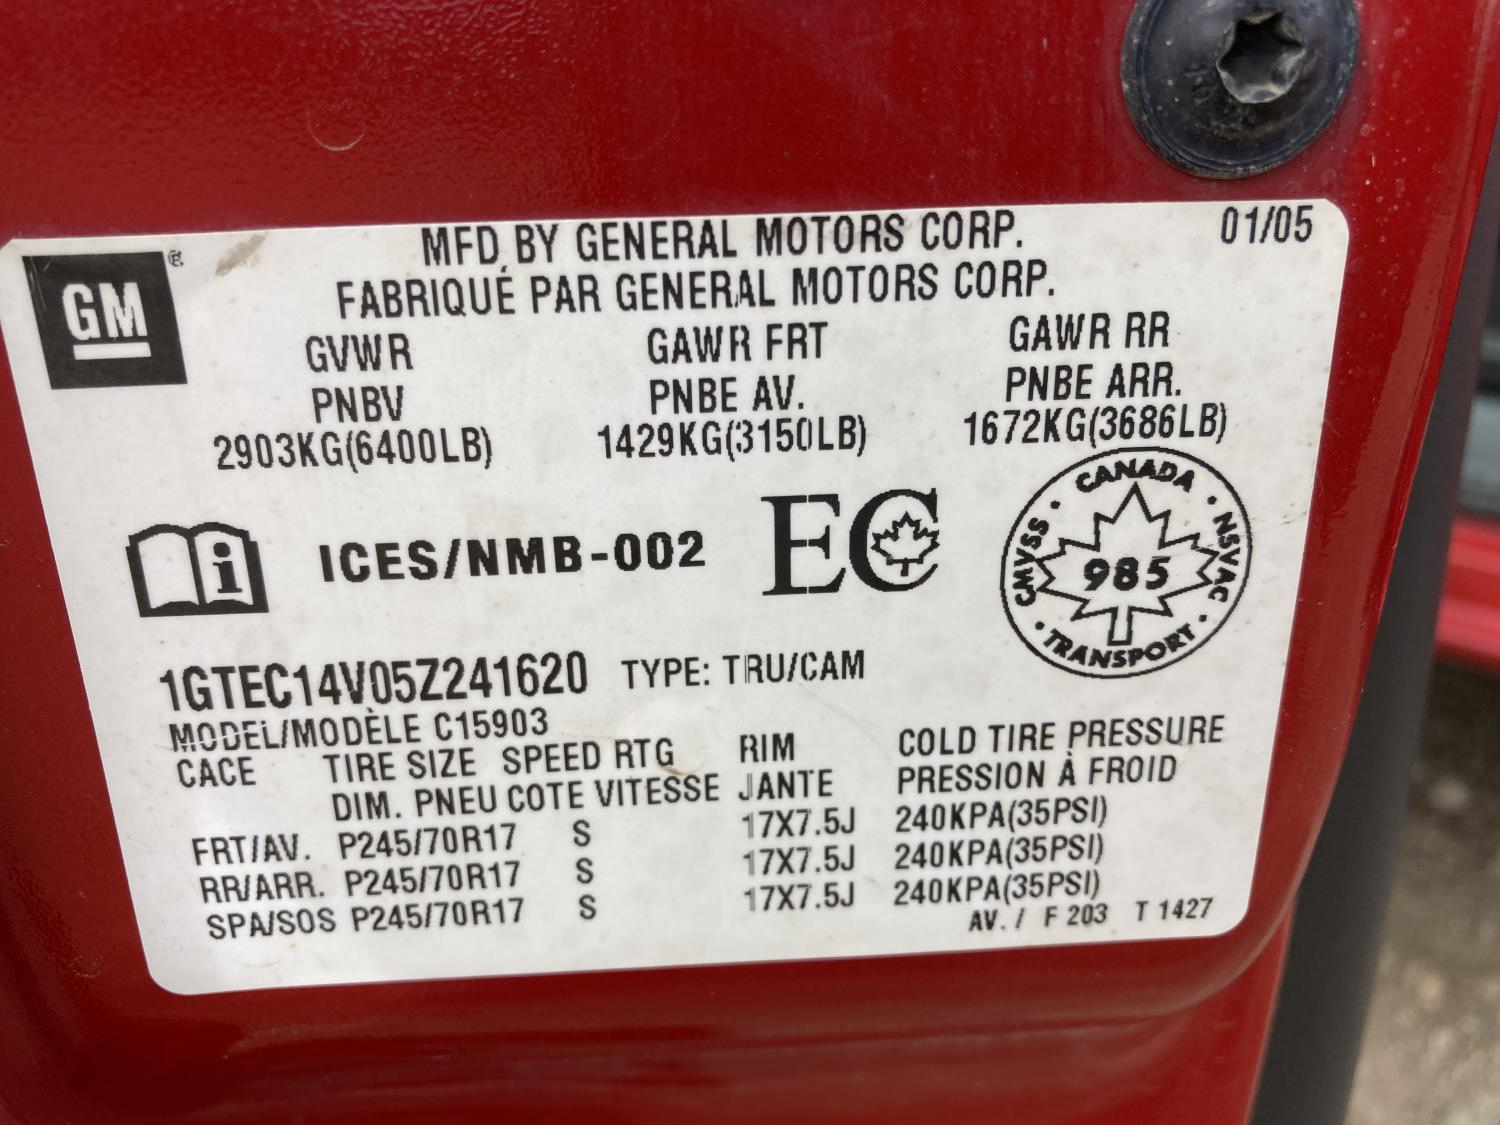 GM ®
MFD BY GENERAL MOTORS CORP. 01/05
FABRIQUÉ PAR GENERAL MOTORS CORP.
GVWR GAWR FRT GAWR RR
PNBV PNBE AV. PNBE ARR.
2903KG(6400LB) 1429KG(3150LB) 1672KG(3686LB)
i ICES/NMB-002 EC
CANADA
CMVSS 985 NSVAC
TRANSPORT
1GTEC14V05Z241620 TYPE: TRU/CAM
MODEL/MODÈLE C15903
CACE TIRE SIZE SPEED RTG RIM COLD TIRE PRESSURE
DIM. PNEU COTE VITESSE JANTE PRESSION À FROID
FRT/AV. P245/70R17 S 17X7.5J 240KPA(35PSI)
RR/ARR. P245/70R17 S 17X7.5J 240KPA(35PSI)
SPA/SOS P245/70R17 S 17X7.5J 240KPA(35PSI)
AV. / F 203 T 1427